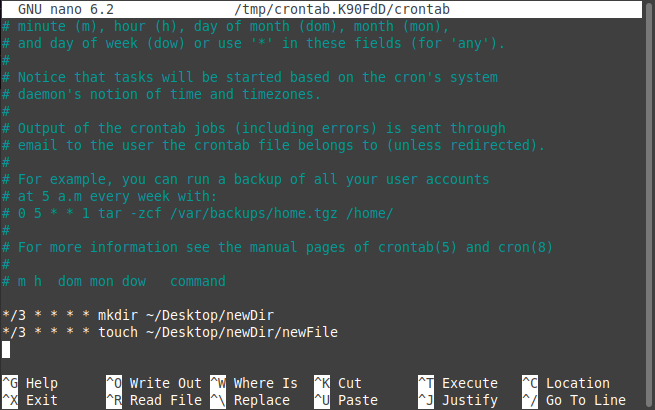 GNU nano 6.2 /tmp/crontab.K90FdD/crontab
# minute (m), hour (h), day of month (dom), month (mon),
# and day of week (dow) or use '*' in these fields (for 'any').
#
# Notice that tasks will be started based on the cron's system
# daemon's notion of time and timezones.
#
# Output of the crontab jobs (including errors) is sent through
# email to the user the crontab file belongs to (unless redirected).
#
# For example, you can run a backup of all your user accounts
# at 5 a.m every week with:
# 0 5 * * 1 tar -zcf /var/backups/home.tgz /home/
#
# For more information see the manual pages of crontab(5) and cron(8)
#
# m h  dom mon dow   command
*/3 * * * * mkdir ~/Desktop/newDir
*/3 * * * * touch ~/Desktop/newDir/newFile
^G Help ^O Write Out ^W Where Is ^K Cut ^T Execute ^C Location
^X Exit ^R Read File ^\ Replace ^U Paste ^J Justify ^/ Go To Line